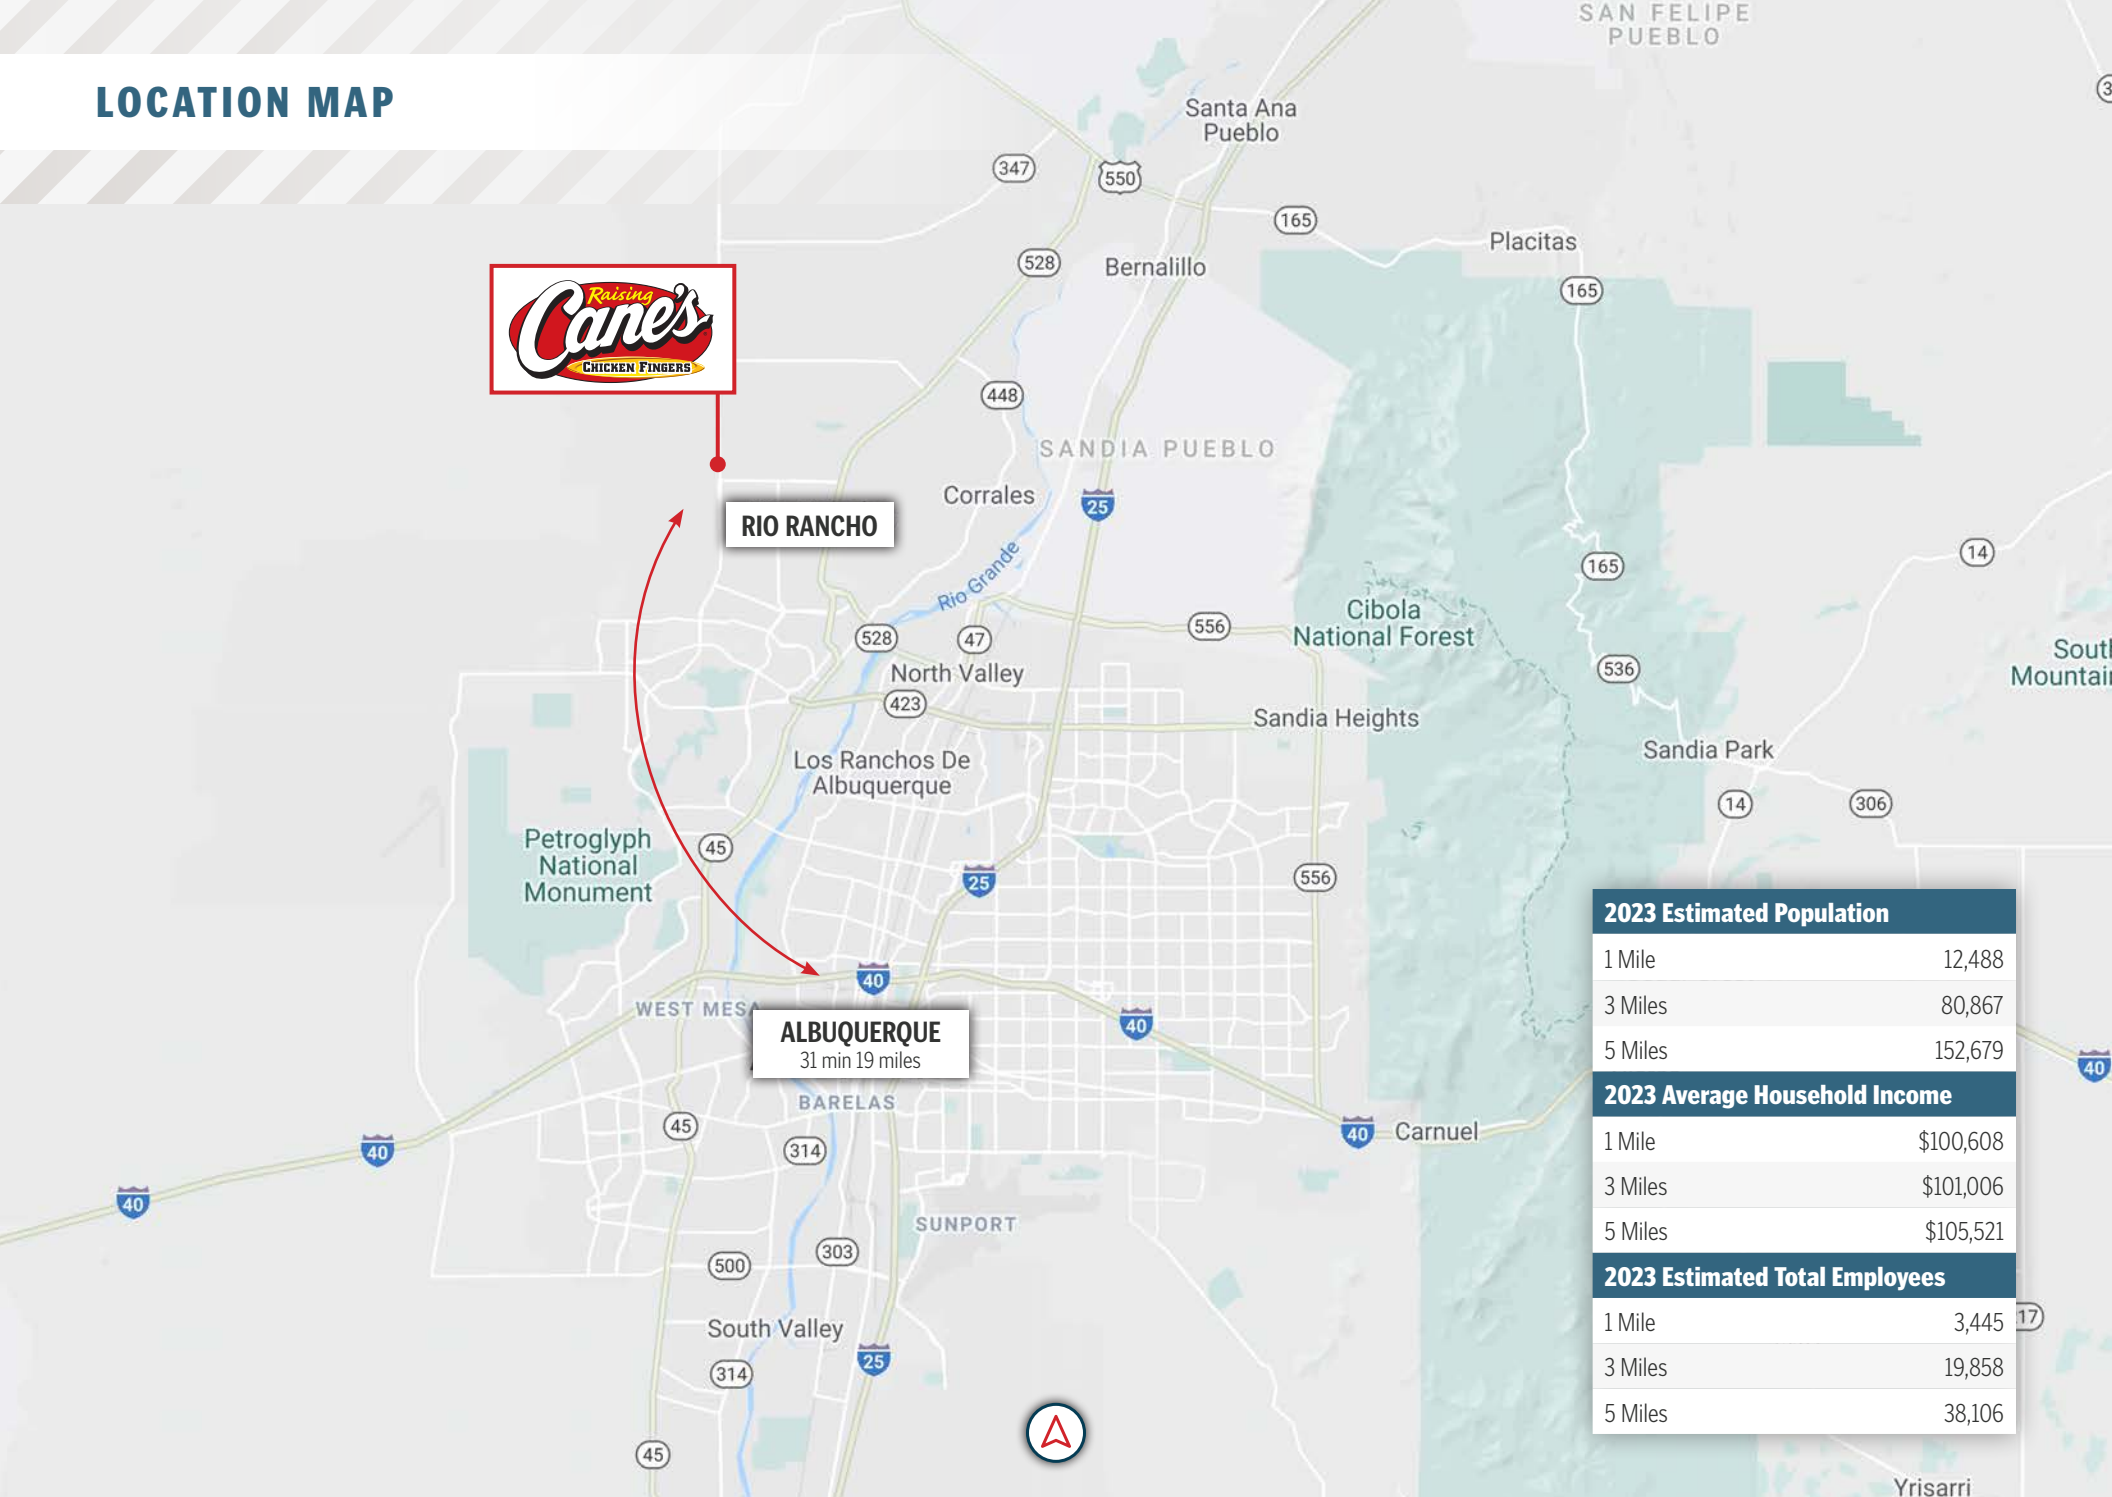 LOCATION MAP
SAN FELIPE
PUEBLO
Santa Ana
Pueblo
347
550
165
Placitas
528
Bernalillo
165
Raising
Cane's
CHICKEN FINGERS
448
SANDIA PUEBLO
Corrales
25
RIO RANCHO
14
Rio Grande
165
Cibola
National Forest
528
47
556
536
North Valley
423
Sandia Heights
Sandia Park
Los Ranchos De
Albuquerque
14
306
Petroglyph
National
Monument
45
25
556
40
WEST MESA
40
ALBUQUERQUE
31 min 19 miles
BARELAS
45
314
40
Carnuel
40
40
40
SUNPORT
303
500
South Valley
25
314
45
2023 Estimated Population
1 Mile 12,488
3 Miles 80,867
5 Miles 152,679
2023 Average Household Income
1 Mile $100,608
3 Miles $101,006
5 Miles $105,521
2023 Estimated Total Employees
1 Mile 3,445
3 Miles 19,858
5 Miles 38,106
17
Yrisarri